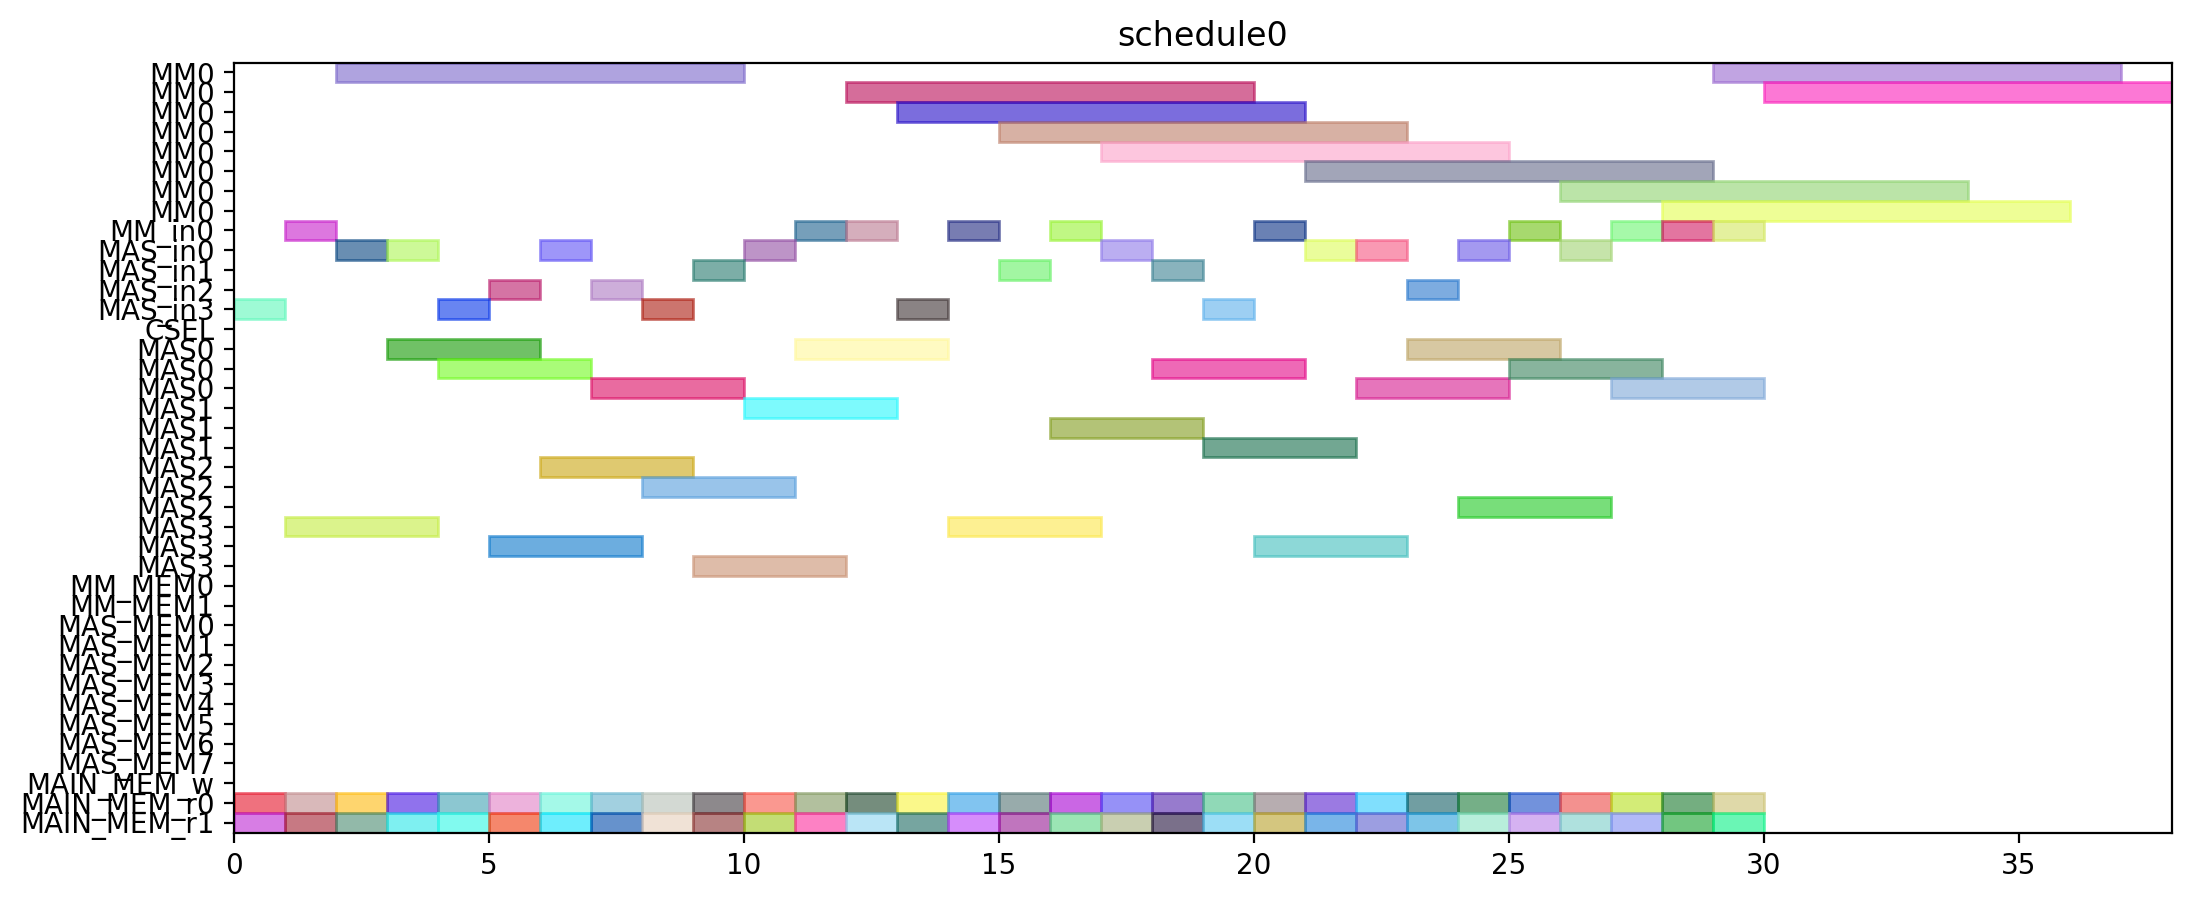 schedule0
MM0
MM0
MM0
MM0
MM0
MM0
MM0
MM0
MM_in0
MAS_in0
MAS_in1
MAS_in2
MAS_in3
CSEL
MAS0
MAS0
MAS0
MAS1
MAS1
MAS1
MAS2
MAS2
MAS2
MAS3
MAS3
MAS3
MM_MEM0
MM_MEM1
MAS_MEM0
MAS_MEM1
MAS_MEM2
MAS_MEM3
MAS_MEM4
MAS_MEM5
MAS_MEM6
MAS_MEM7
MAIN_MEM_w
MAIN_MEM_r0
MAIN_MEM_r1
0 5 10 15 20 25 30 35